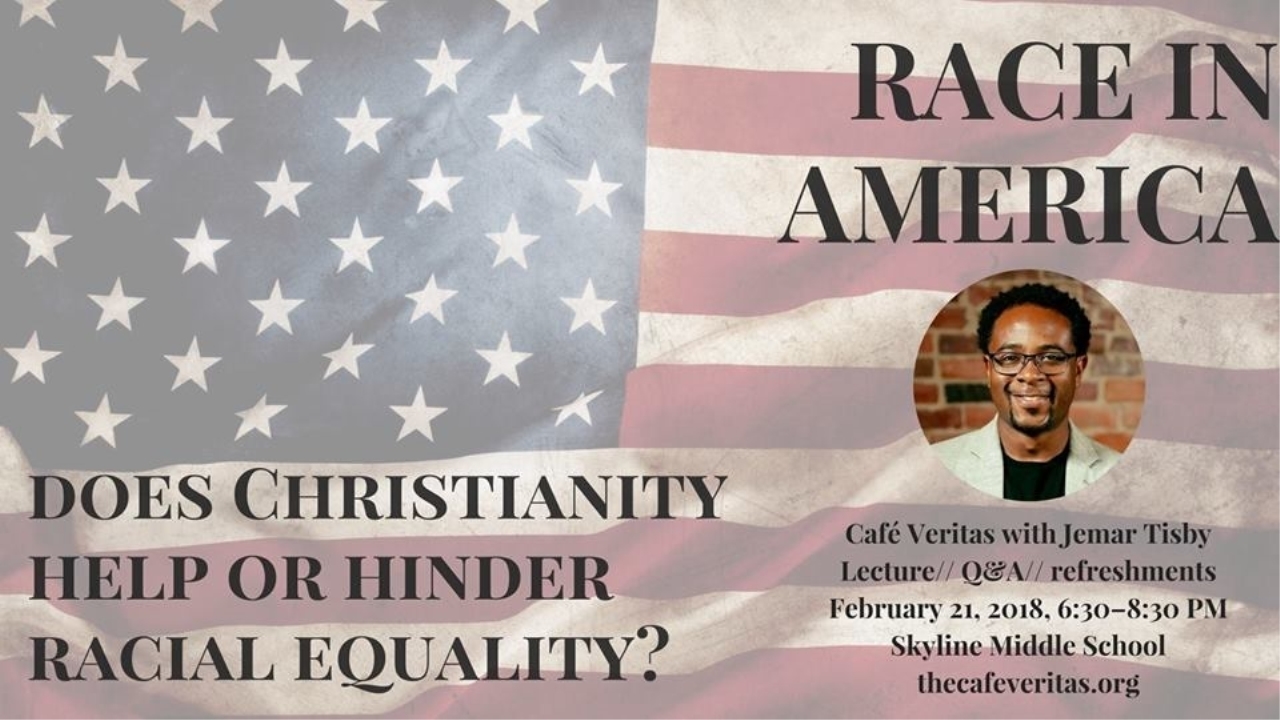 RACE IN
AMERICA
DOES CHRISTIANITY
HELP OR HINDER
RACIAL EQUALITY?
Café Veritas with Jemar Tisby
Lecture// Q&A// refreshments
February 21, 2018, 6:30–8:30 PM
Skyline Middle School
thecafeveritas.org